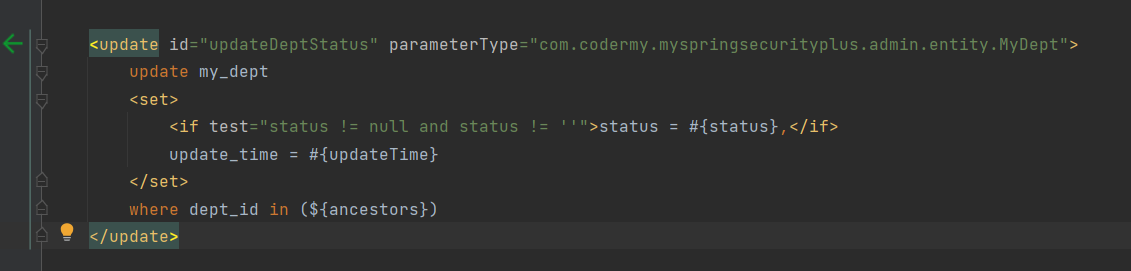 <update id="updateDeptStatus" parameterType="com.codermy.myspringsecurityplus.admin.entity.MyDept">
    update my_dept
    <set>
        <if test="status != null and status != ''">status = #{status},</if>
        update_time = #{updateTime}
    </set>
    where dept_id in (${ancestors})
</update>